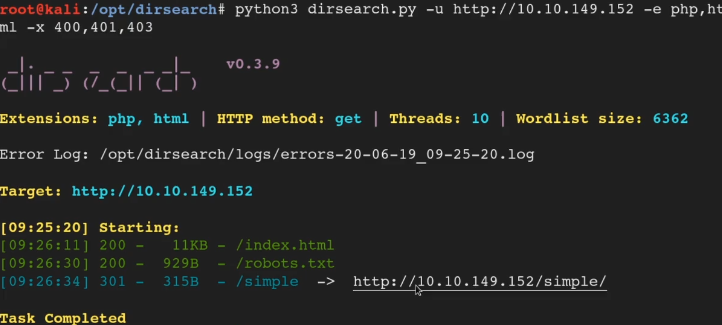 root@kali:/opt/dirsearch# python3 dirsearch.py -u http://10.10.149.152 -e php,ht
ml -x 400,401,403
_|. _ _  _  _  _ _|_    v0.3.9
(_||| _) (/_(_|| (_| )
Extensions: php, html | HTTP method: get | Threads: 10 | Wordlist size: 6362
Error Log: /opt/dirsearch/logs/errors-20-06-19_09-25-20.log
Target: http://10.10.149.152
[09:25:20] Starting:
[09:26:11] 200 -   11KB - /index.html
[09:26:30] 200 -  929B  - /robots.txt
[09:26:34] 301 -  315B  - /simple  ->  http://10.10.149.152/simple/
Task Completed